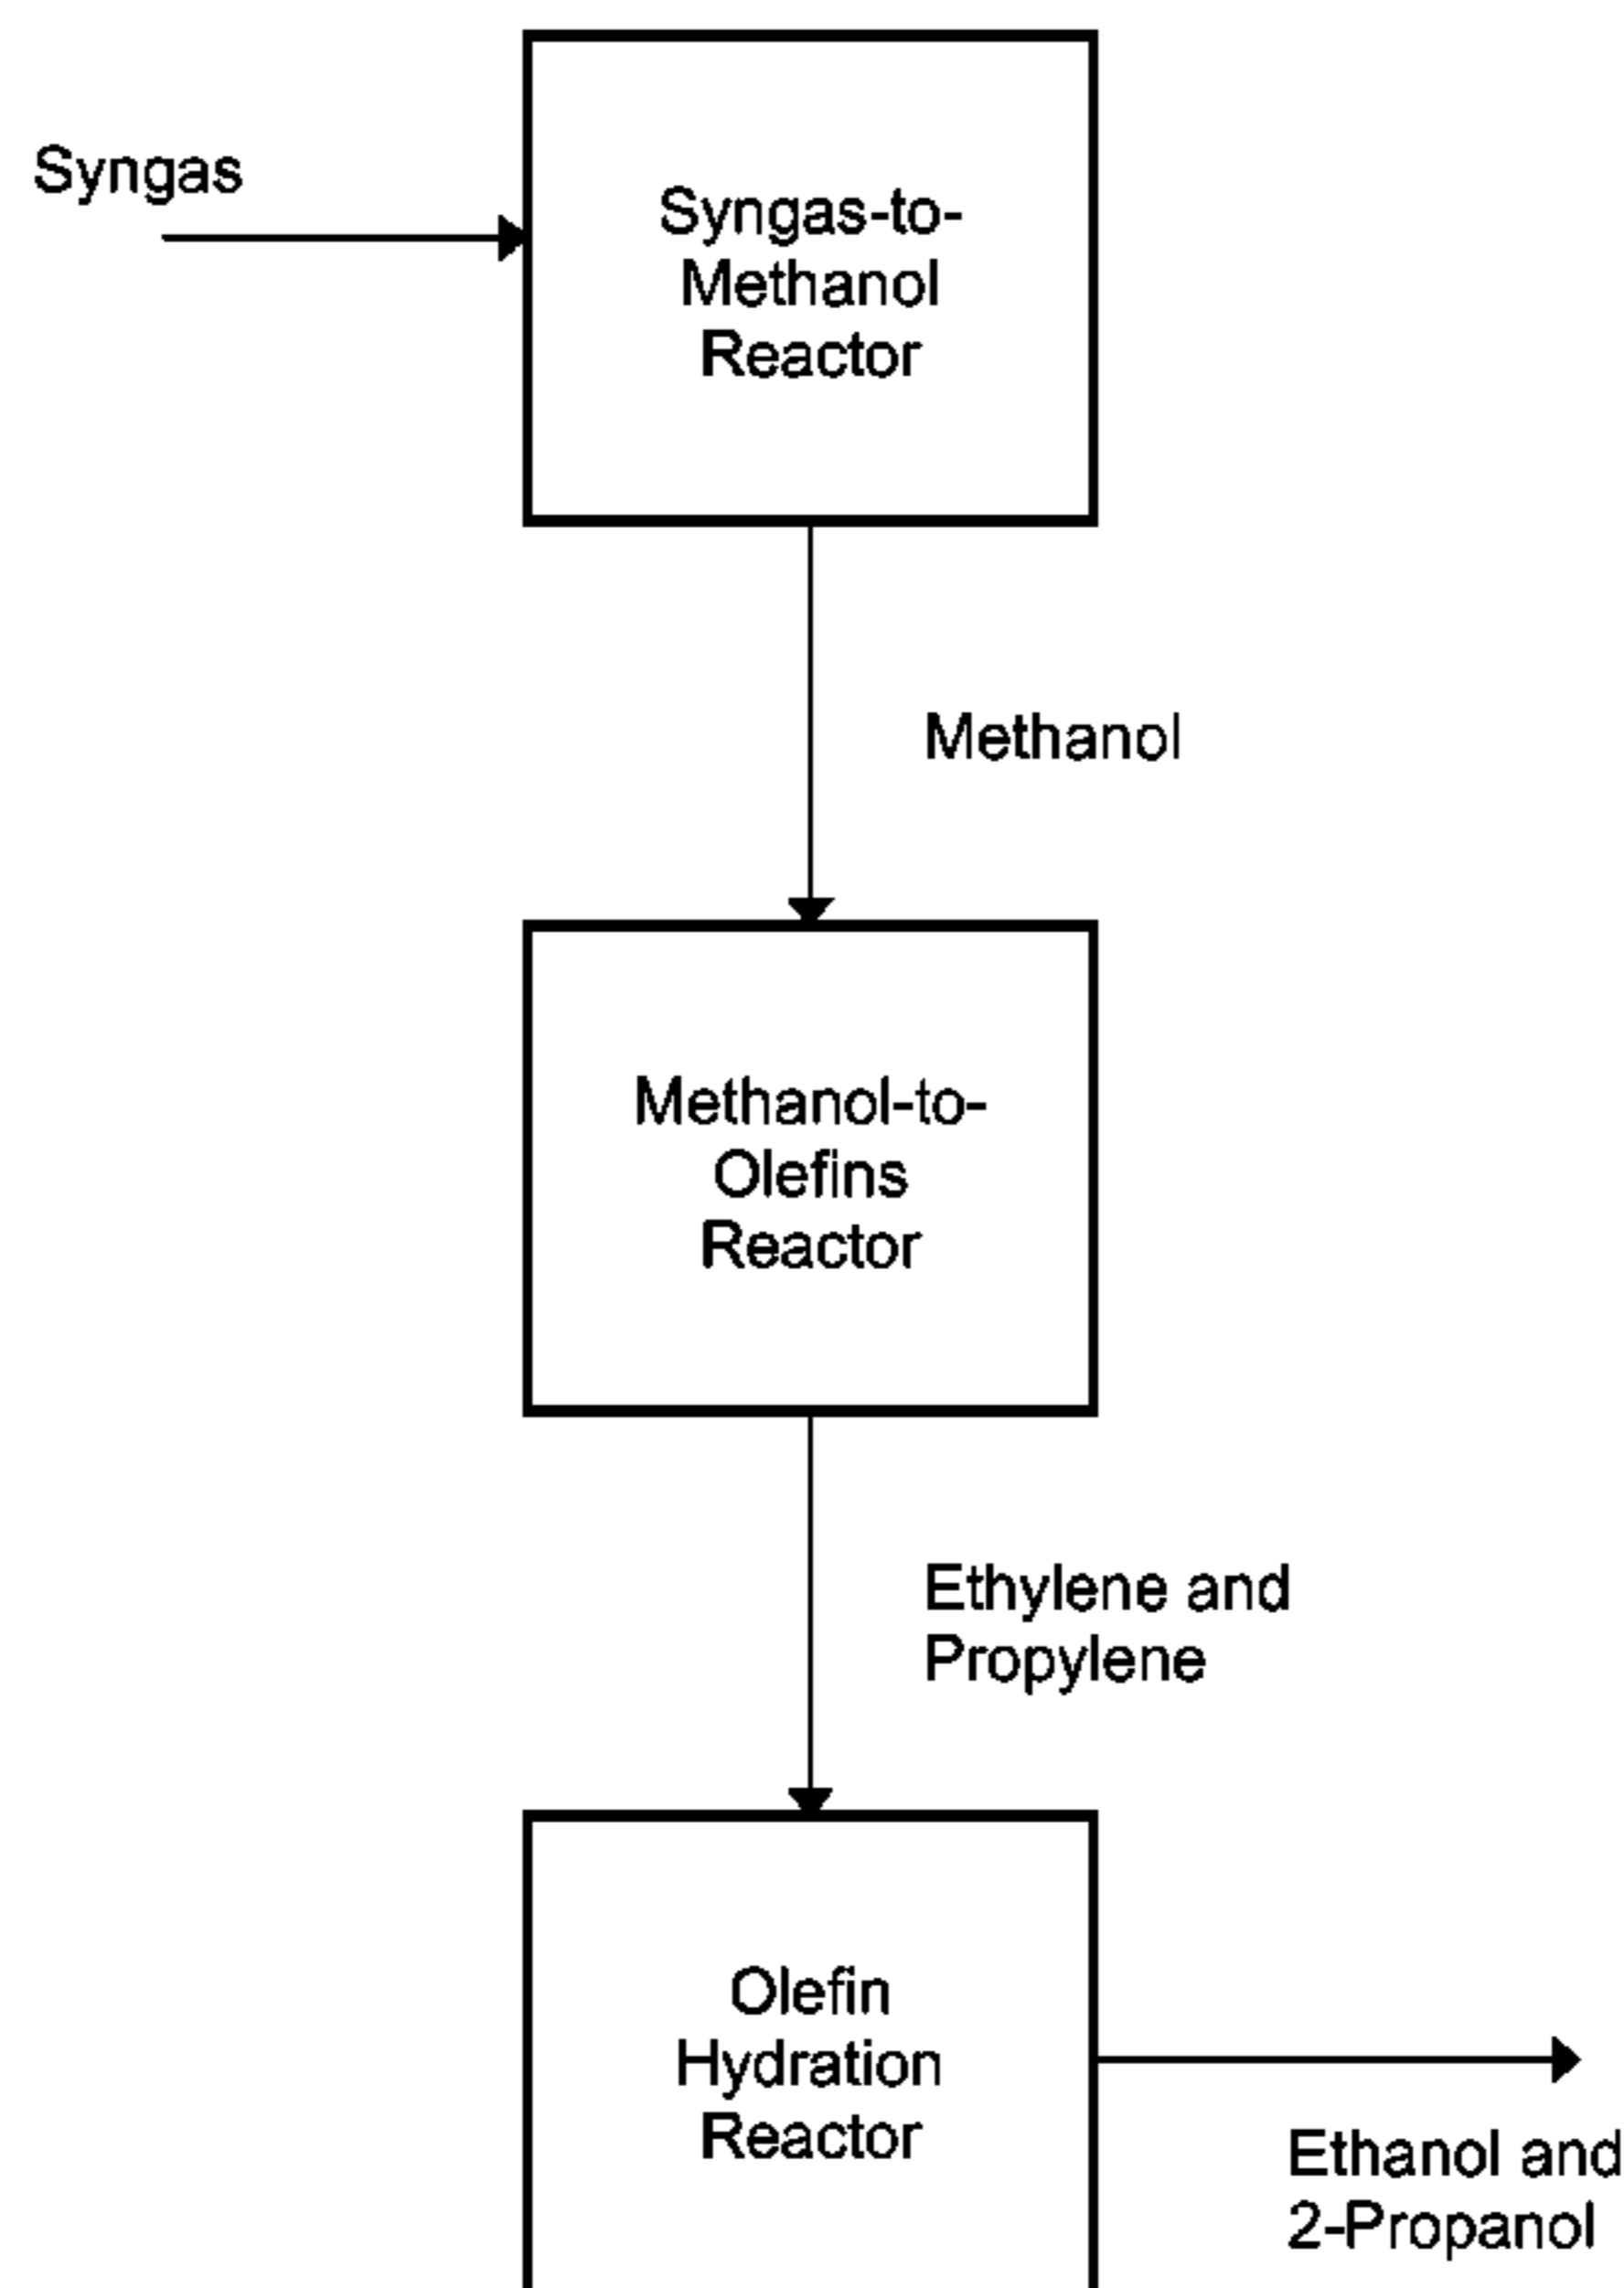 Syngas
Syngas-to-
Methanol
Reactor
Methanol
Methanol-to-
Olefins
Reactor
Ethylene and
Propylene
Olefin
Hydration
Reactor
Ethanol and
2-Propanol